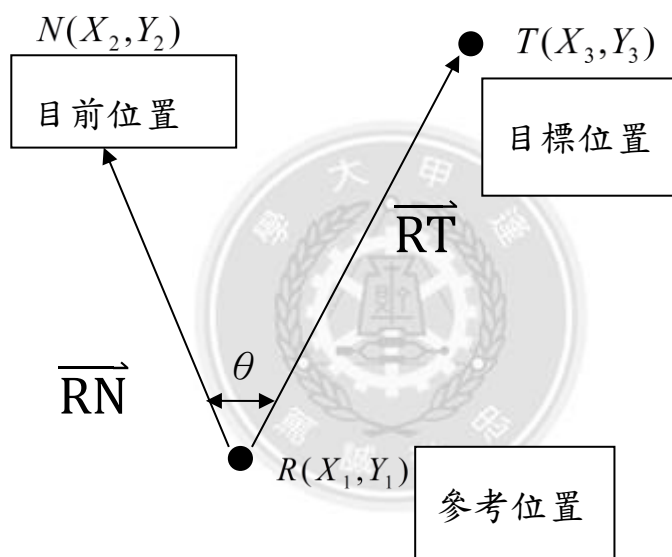 N(X₂,Y₂)
T(X₃,Y₃)
目前位置
目標位置
RT
θ
RN
R(X₁,Y₁)
參考位置